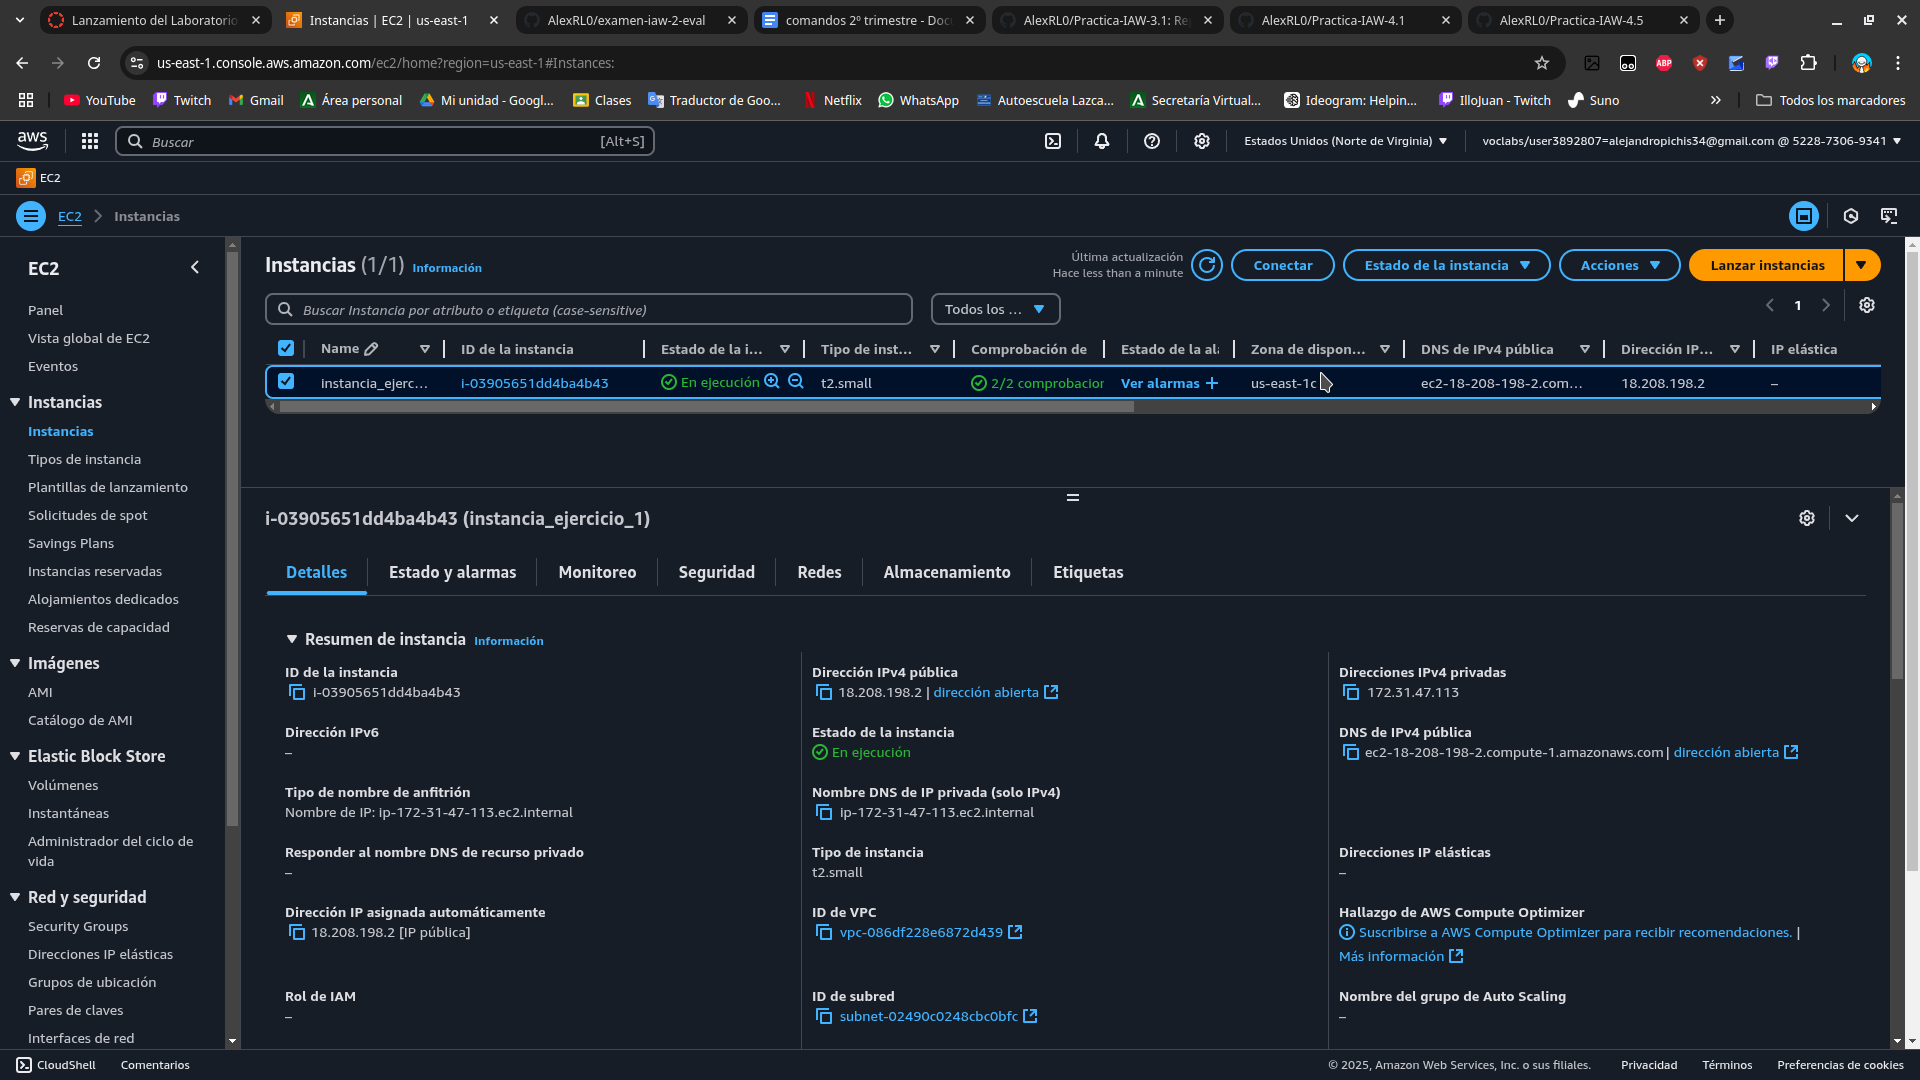 Lanzamiento del Laboratorio
Instancias | EC2 | us-east-1
AlexRL0/examen-iaw-2-eval
comandos 2º trimestre - Doc
AlexRL0/Practica-IAW-3.1: Re
AlexRL0/Practica-IAW-4.1
AlexRL0/Practica-IAW-4.5
us-east-1.console.aws.amazon.com/ec2/home?region=us-east-1#Instances:
ABP
YouTube
Twitch
Gmail
Área personal
Mi unidad - Googl...
Clases
Traductor de Goo...
Netflix
WhatsApp
Autoescuela Lazca...
Secretaría Virtual...
Ideogram: Helpin...
IlloJuan - Twitch
Suno
»
Todos los marcadores
aws
Buscar
[Alt+S]
Estados Unidos (Norte de Virginia)
voclabs/user3892807=alejandropichis34@gmail.com @ 5228-7306-9341
EC2
EC2
Instancias
EC2
Panel
Vista global de EC2
Eventos
Instancias
Instancias
Tipos de instancia
Plantillas de lanzamiento
Solicitudes de spot
Savings Plans
Instancias reservadas
Alojamientos dedicados
Reservas de capacidad
Imágenes
AMI
Catálogo de AMI
Elastic Block Store
Volúmenes
Instantáneas
Administrador del ciclo de
vida
Red y seguridad
Security Groups
Direcciones IP elásticas
Grupos de ubicación
Pares de claves
Interfaces de red
Instancias (1/1)
Información
Última actualización
Hace less than a minute
Conectar
Estado de la instancia
Acciones
Lanzar instancias
Buscar Instancia por atributo o etiqueta (case-sensitive)
Todos los ...
1
Name
ID de la instancia
Estado de la i...
Tipo de inst...
Comprobación de
Estado de la al
Zona de dispon...
DNS de IPv4 pública
Dirección IP...
IP elástica
instancia_ejerc...
i-03905651dd4ba4b43
En ejecución
t2.small
2/2 comprobacior
Ver alarmas +
us-east-1c
ec2-18-208-198-2.com...
18.208.198.2
–
i-03905651dd4ba4b43 (instancia_ejercicio_1)
Detalles
Estado y alarmas
Monitoreo
Seguridad
Redes
Almacenamiento
Etiquetas
Resumen de instancia
Información
ID de la instancia
i-03905651dd4ba4b43
Dirección IPv4 pública
18.208.198.2 | dirección abierta
Direcciones IPv4 privadas
172.31.47.113
Dirección IPv6
–
Estado de la instancia
En ejecución
DNS de IPv4 pública
ec2-18-208-198-2.compute-1.amazonaws.com | dirección abierta
Tipo de nombre de anfitrión
Nombre de IP: ip-172-31-47-113.ec2.internal
Nombre DNS de IP privada (solo IPv4)
ip-172-31-47-113.ec2.internal
Responder al nombre DNS de recurso privado
–
Tipo de instancia
t2.small
Direcciones IP elásticas
–
Dirección IP asignada automáticamente
18.208.198.2 [IP pública]
ID de VPC
vpc-086df228e6872d439
Hallazgo de AWS Compute Optimizer
Suscribirse a AWS Compute Optimizer para recibir recomendaciones. |
Más información
Rol de IAM
–
ID de subred
subnet-02490c0248cbc0bfc
Nombre del grupo de Auto Scaling
–
CloudShell
Comentarios
© 2025, Amazon Web Services, Inc. o sus filiales.
Privacidad
Términos
Preferencias de cookies